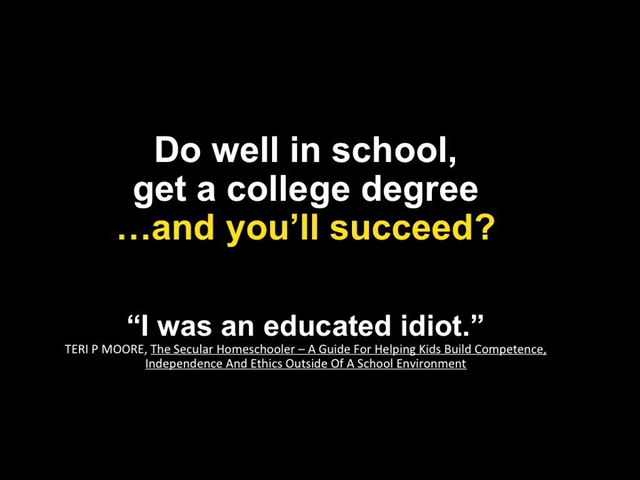 Do well in school,
get a college degree
…and you’ll succeed?
“I was an educated idiot.”
TERI P MOORE, The Secular Homeschooler – A Guide For Helping Kids Build Competence,
Independence And Ethics Outside Of A School Environment